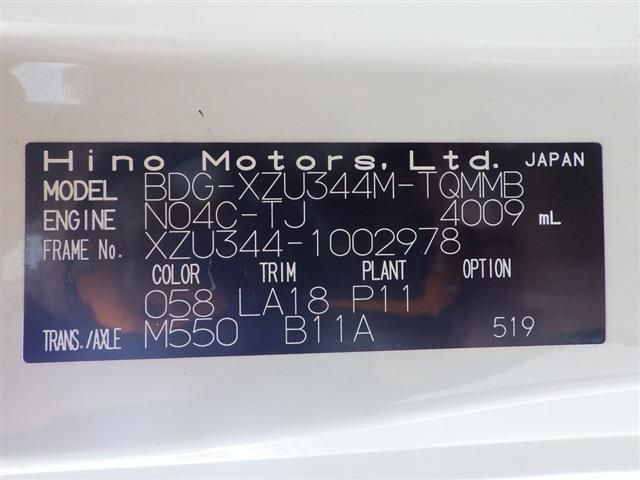 Hino Motors, Ltd. JAPAN
MODEL BDG-XZU344M-TQMMB
ENGINE N04C-TJ 4009 mL
FRAME No. XZU344-1002978
COLOR TRIM PLANT OPTION
058 LA18 P11
TRANS./AXLE M550 B11A 519